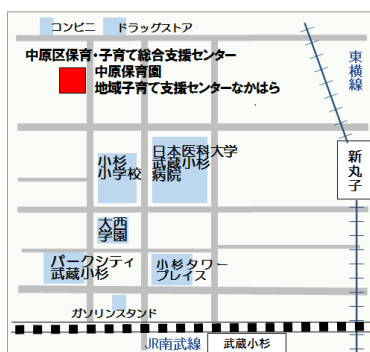 コンビニ
ドラッグストア
中原区保育・子育て総合支援センター
中原保育園
地域子育て支援センターなかはら
東横線
新丸子
小杉
小学校
日本医科大学
武蔵小杉
病院
大西
学園
パークシティ
武蔵小杉
小杉タワー
プレイス
ガソリンスタンド
JR南武線
武蔵小杉